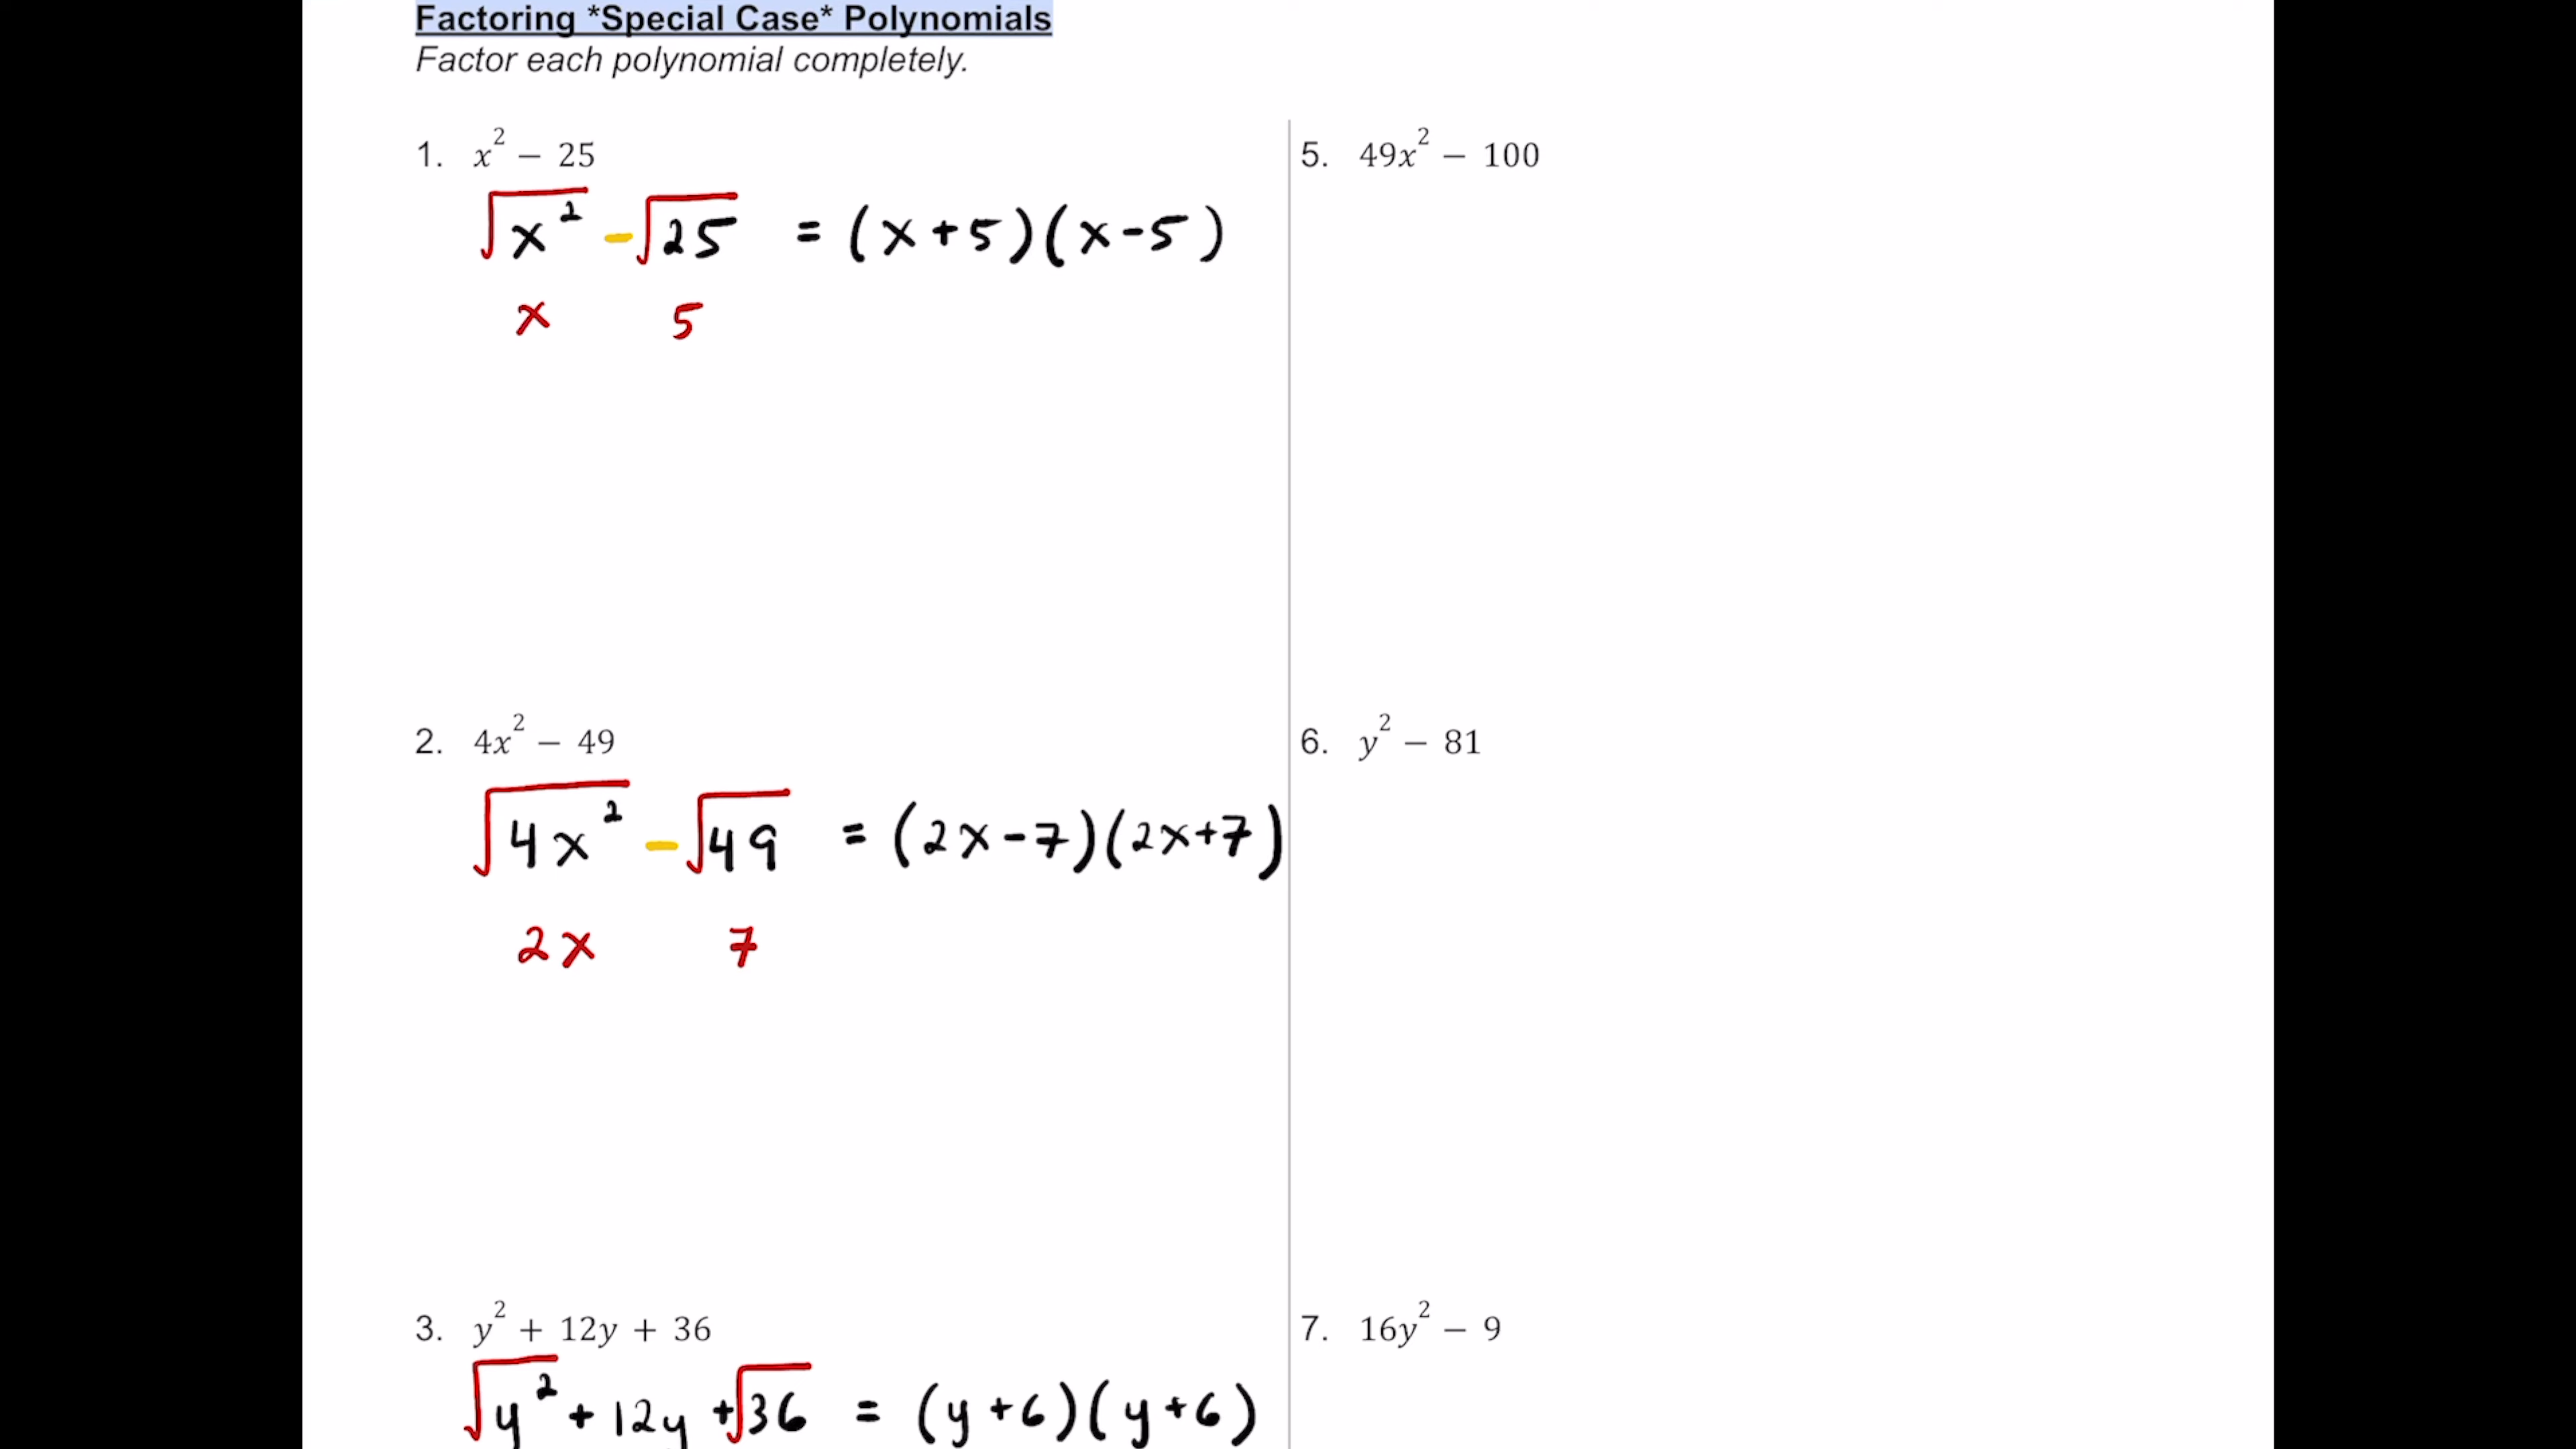 Factoring *Special Case* Polynomials
Factor each polynomial completely.
1. x² − 25
√x² - √25 = (x+5)(x-5)
x 5
2. 4x² − 49
√4x² - √49 = (2x-7)(2x+7)
2x 7
3. y² + 12y + 36
√y² + 12y + √36 = (y+6)(y+6)
5. 49x² − 100
6. y² − 81
7. 16y² − 9